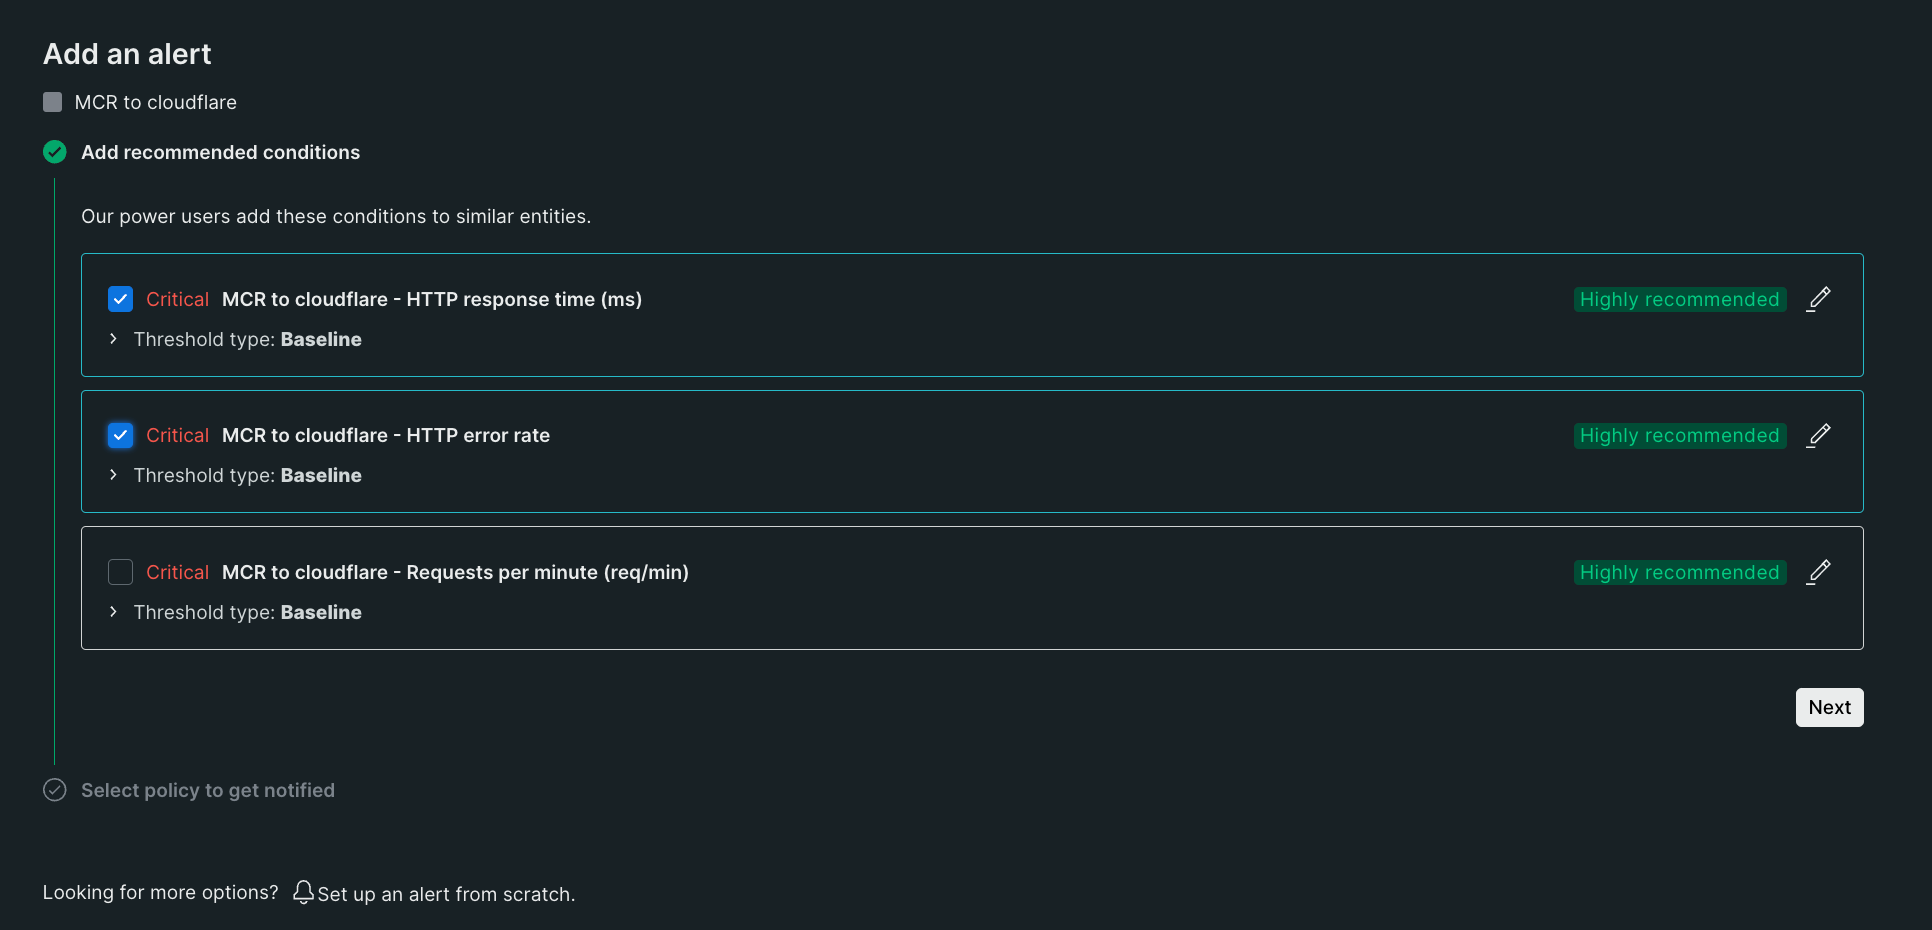 Add an alert
MCR to cloudflare
Add recommended conditions
Our power users add these conditions to similar entities.
Critical MCR to cloudflare - HTTP response time (ms) Highly recommended
Threshold type: Baseline
Critical MCR to cloudflare - HTTP error rate Highly recommended
Threshold type: Baseline
Critical MCR to cloudflare - Requests per minute (req/min) Highly recommended
Threshold type: Baseline
Next
Select policy to get notified
Looking for more options? Set up an alert from scratch.